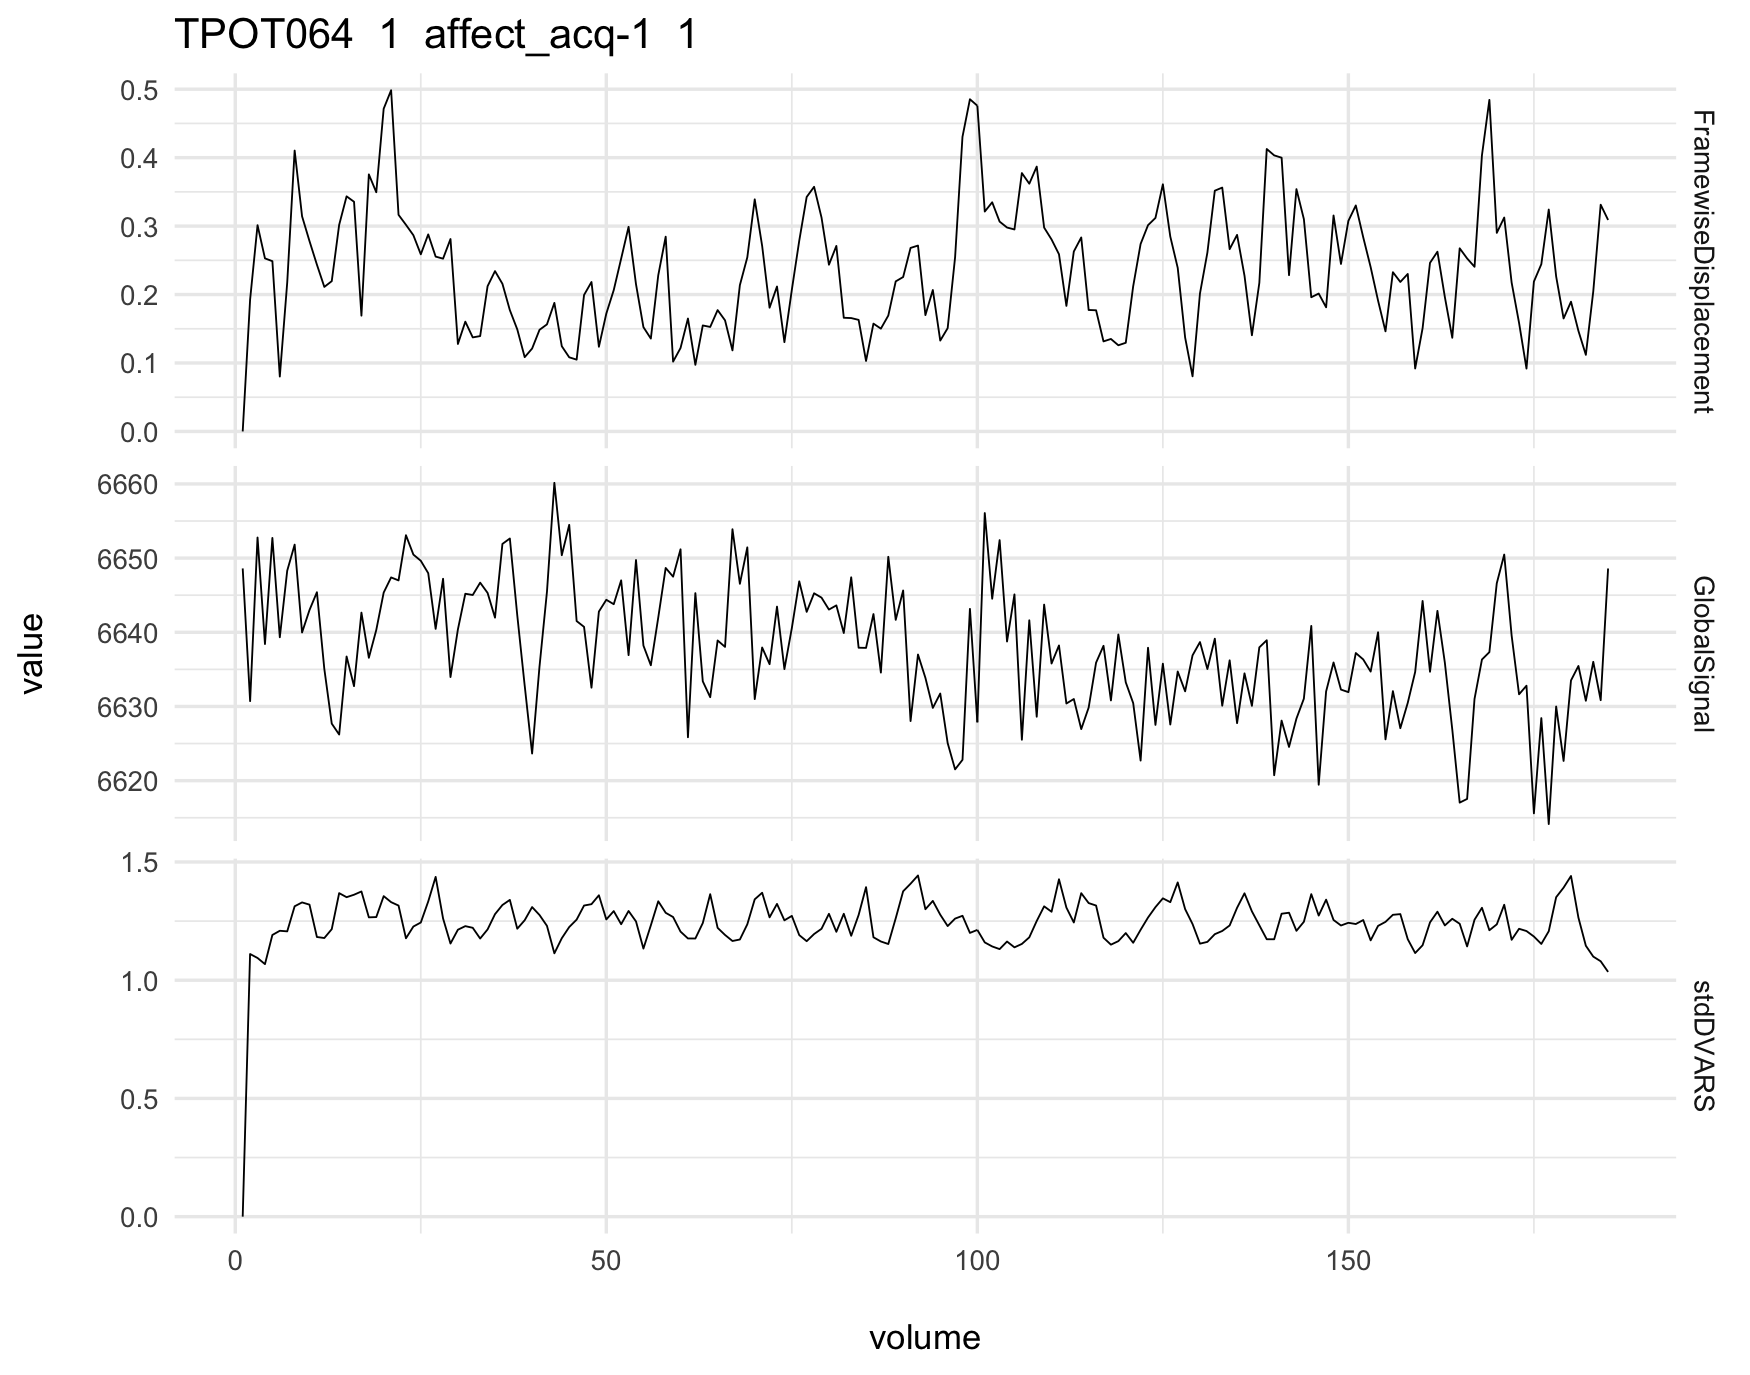 TPOT064 1 affect_acq-1 1
0.5
0.4
0.3
0.2
0.1
0.0
FramewiseDisplacement
6660
6650
6640
6630
6620
GlobalSignal
value
1.5
1.0
0.5
0.0
stdDVARS
0 50 100 150
volume